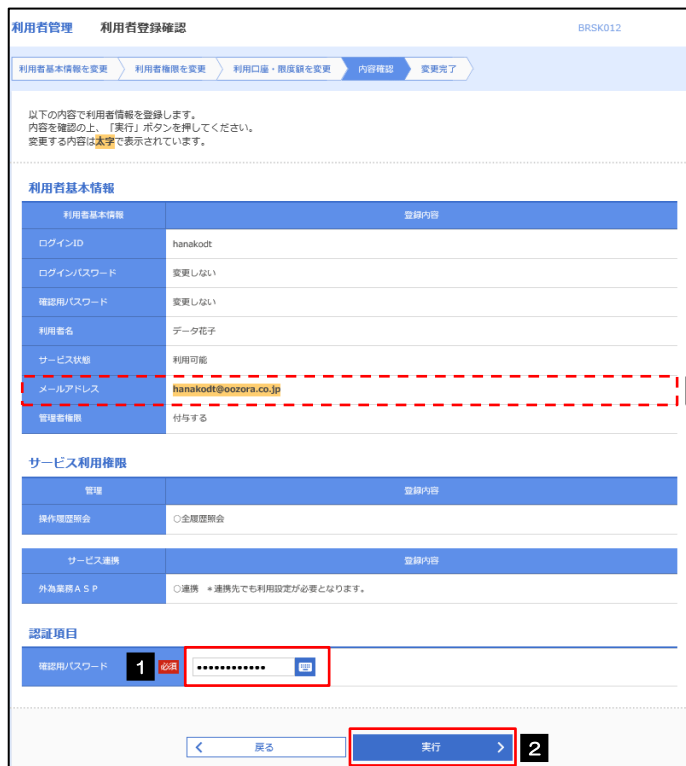 利用者管理 利用者登録確認 BRSK012
利用者基本情報を変更 利用者権限を変更 利用口座・限度額を変更 内容確認 変更完了
以下の内容で利用者情報を登録します。
内容を確認の上、「実行」ボタンを押してください。
変更する内容は太字で表示されています。
利用者基本情報
利用者基本情報 登録内容
ログインID hanakodt
ログインパスワード 変更しない
確認用パスワード 変更しない
利用者名 データ花子
サービス状態 利用可能
メールアドレス hanakodt@oozora.co.jp
管理者権限 付与する
サービス利用権限
管理 登録内容
操作履歴照会 ○全履歴照会
サービス連携 登録内容
外為業務ASP ○連携 *連携先でも利用設定が必要となります。
認証項目
確認用パスワード 1 必須 ••••••••••••
戻る 実行 2